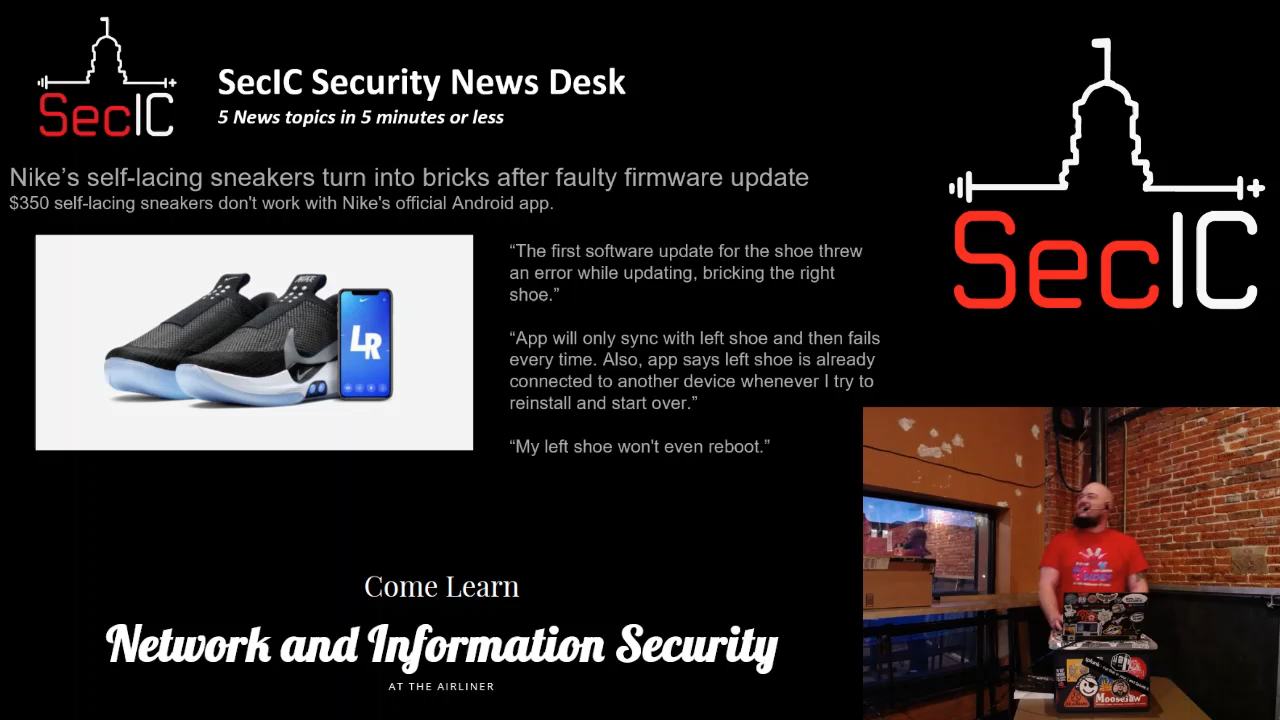 SecIC
SecIC Security News Desk
5 News topics in 5 minutes or less
Nike’s self-lacing sneakers turn into bricks after faulty firmware update
$350 self-lacing sneakers don't work with Nike's official Android app.
NIKE
LR
“The first software update for the shoe threw
an error while updating, bricking the right
shoe.”
“App will only sync with left shoe and then fails
every time. Also, app says left shoe is already
connected to another device whenever I try to
reinstall and start over.”
“My left shoe won't even reboot.”
SecIC
Come Learn
Network and Information Security
AT THE AIRLINER
Moosejaw